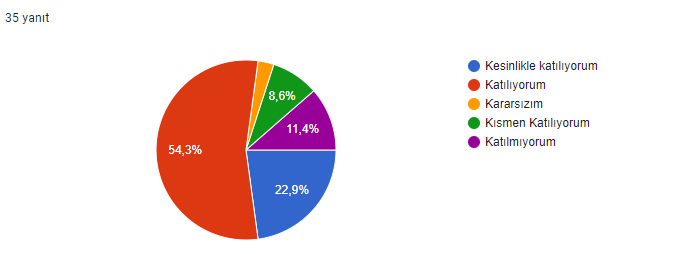 35 yanıt
Kesinlikle katılıyorum
Katılıyorum
Kararsızım
Kısmen Katılıyorum
Katılmıyorum
8,6%
11,4%
54,3%
22,9%